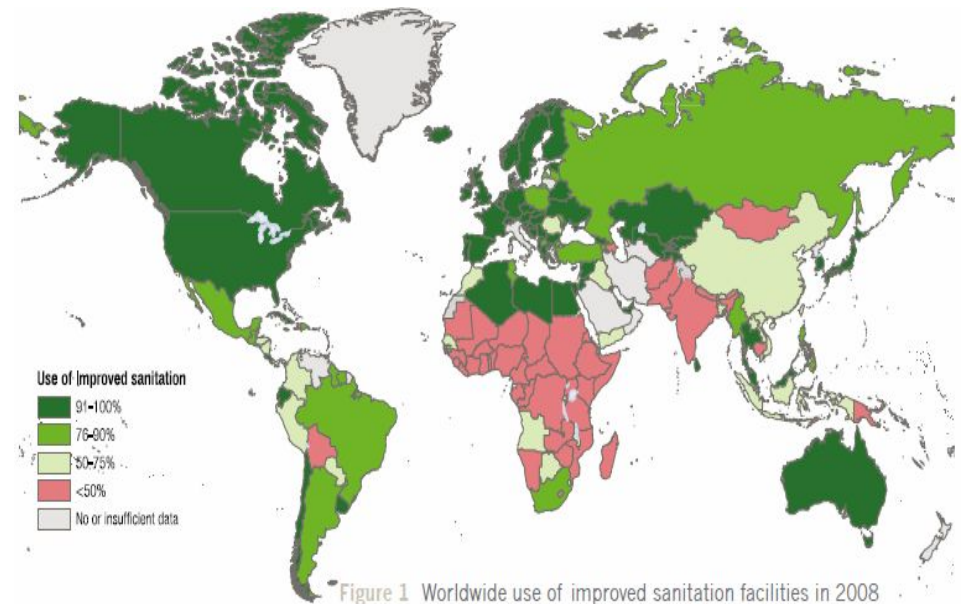 Use of improved sanitation
91–100%
76–90%
50–75%
<50%
No or insufficient data
Figure 1 Worldwide use of improved sanitation facilities in 2008